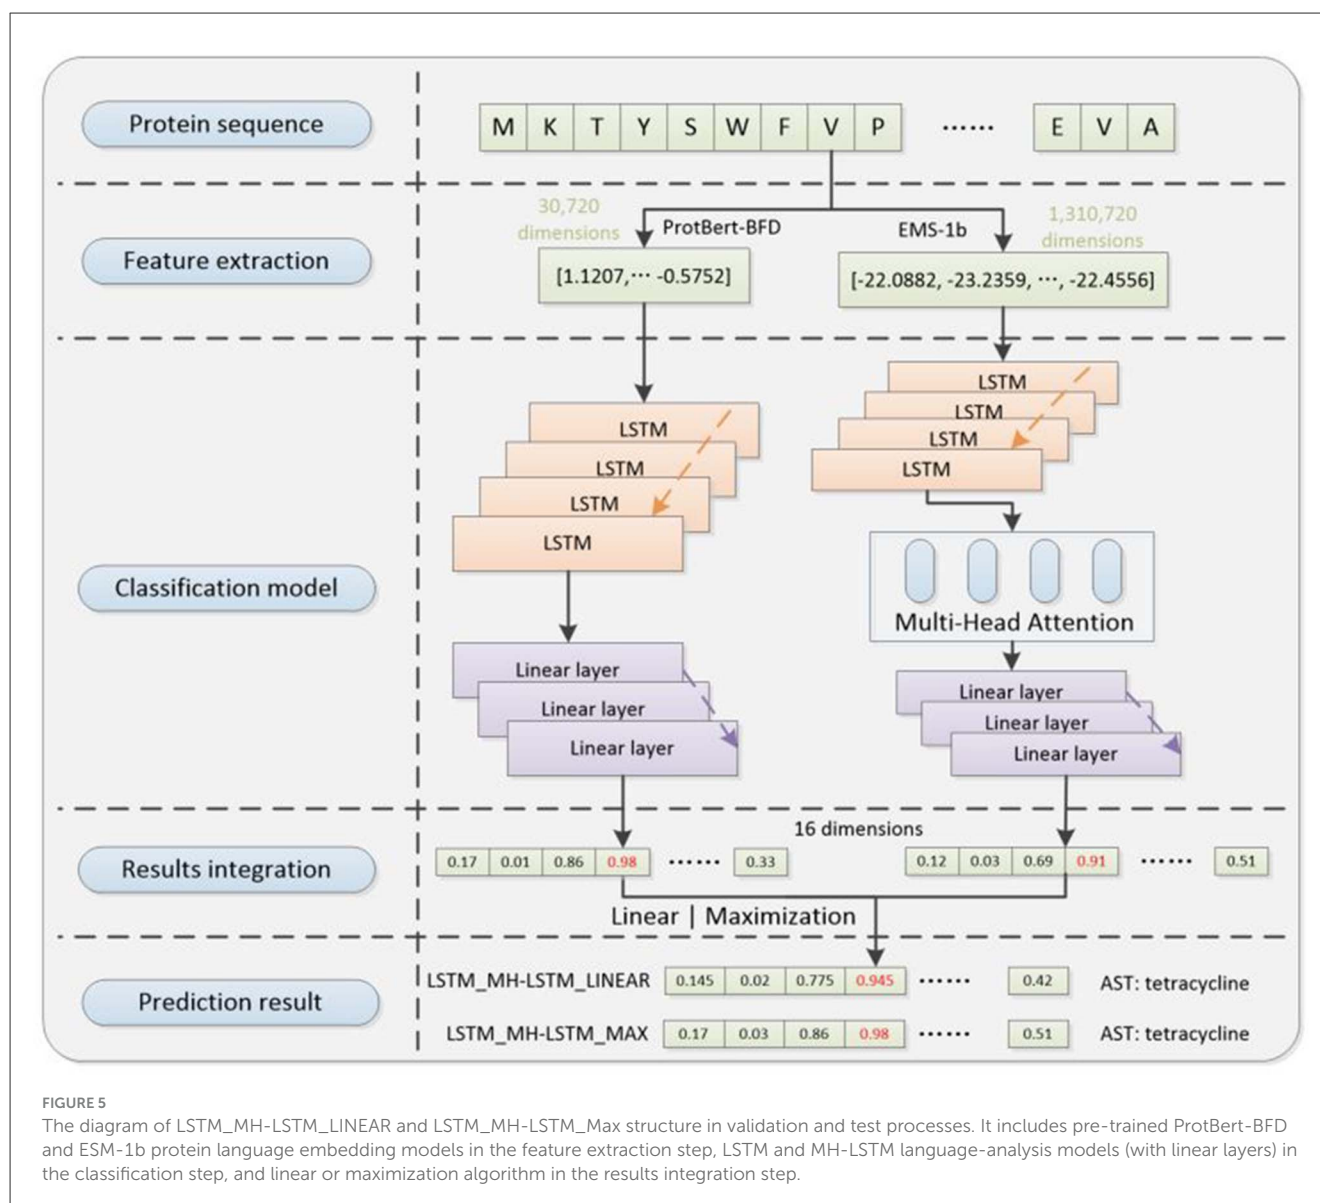 Protein sequence
M K T Y S W F V P ······ E V A
Feature extraction
30,720
dimensions
ProtBert-BFD
EMS-1b
1,310,720
dimensions
[1.1207,··· -0.5752]
[-22.0882, -23.2359, ···, -22.4556]
Classification model
LSTM
LSTM
LSTM
LSTM
Linear layer
Linear layer
Linear layer
LSTM
LSTM
LSTM
LSTM
Multi-Head Attention
Linear layer
Linear layer
Linear layer
Results integration
16 dimensions
0.17 0.01 0.86 0.98 ······ 0.33
0.12 0.03 0.69 0.91 ······ 0.51
Linear | Maximization
Prediction result
LSTM_MH-LSTM_LINEAR 0.145 0.02 0.775 0.945 ······ 0.42 AST: tetracycline
LSTM_MH-LSTM_MAX 0.17 0.03 0.86 0.98 ······ 0.51 AST: tetracycline
FIGURE 5
The diagram of LSTM_MH-LSTM_LINEAR and LSTM_MH-LSTM_Max structure in validation and test processes. It includes pre-trained ProtBert-BFD
and ESM-1b protein language embedding models in the feature extraction step, LSTM and MH-LSTM language-analysis models (with linear layers) in
the classification step, and linear or maximization algorithm in the results integration step.